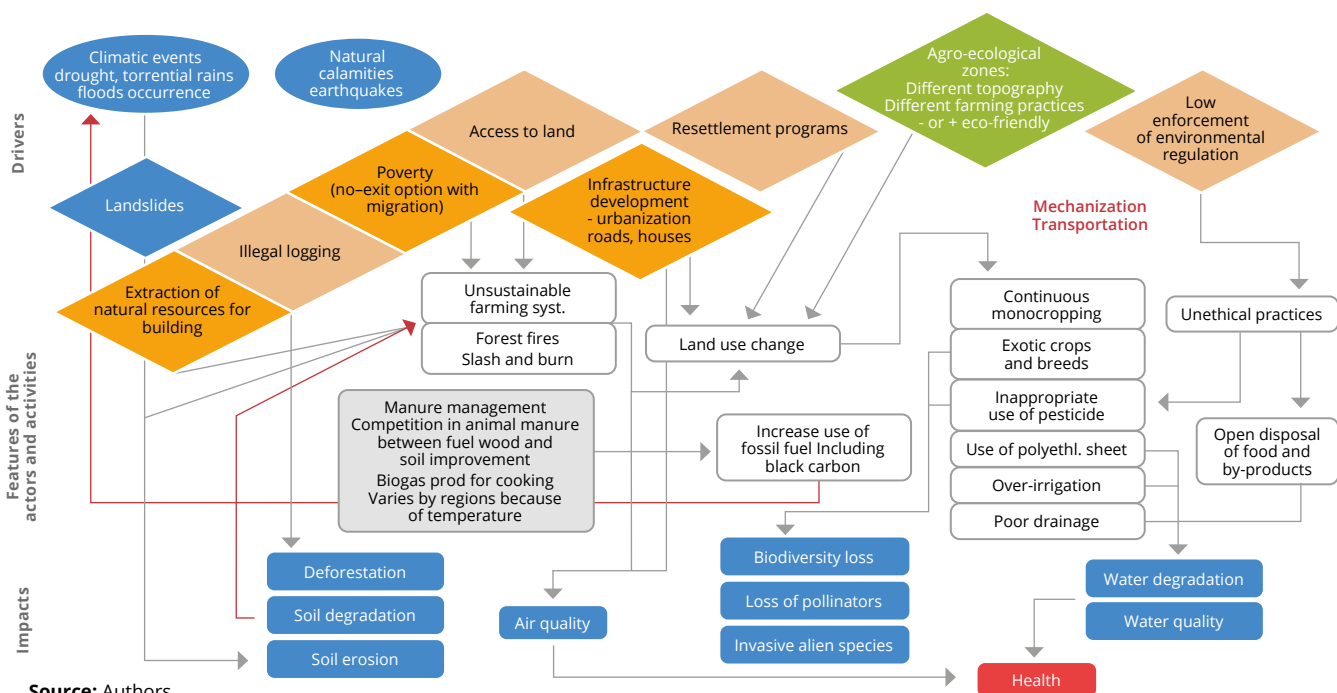 Climatic events
drought, torrential rains
floods occurrence
Natural
calamities
earthquakes
Agro-ecological
zones:
Different topography
Different farming practices
- or + eco-friendly
Drivers
Access to land
Resettlement programs
Low
enforcement
of environmental
regulation
Landslides
Poverty
(no–exit option with
migration)
Infrastructure
development
- urbanization
roads, houses
Mechanization
Transportation
Illegal logging
Extraction of
natural resources for
building
Unsustainable
farming syst.
Forest fires
Slash and burn
Land use change
Continuous
monocropping
Exotic crops
and breeds
Inappropriate
use of pesticide
Use of polyethl. sheet
Over-irrigation
Poor drainage
Unethical practices
Open disposal
of food and
by-products
Features of the
actors and activities
Manure management
Competition in animal manure
between fuel wood and
soil improvement
Biogas prod for cooking
Varies by regions because
of temperature
Increase use of
fossil fuel Including
black carbon
Impacts
Deforestation
Soil degradation
Soil erosion
Air quality
Biodiversity loss
Loss of pollinators
Invasive alien species
Water degradation
Water quality
Health
Source: Authors